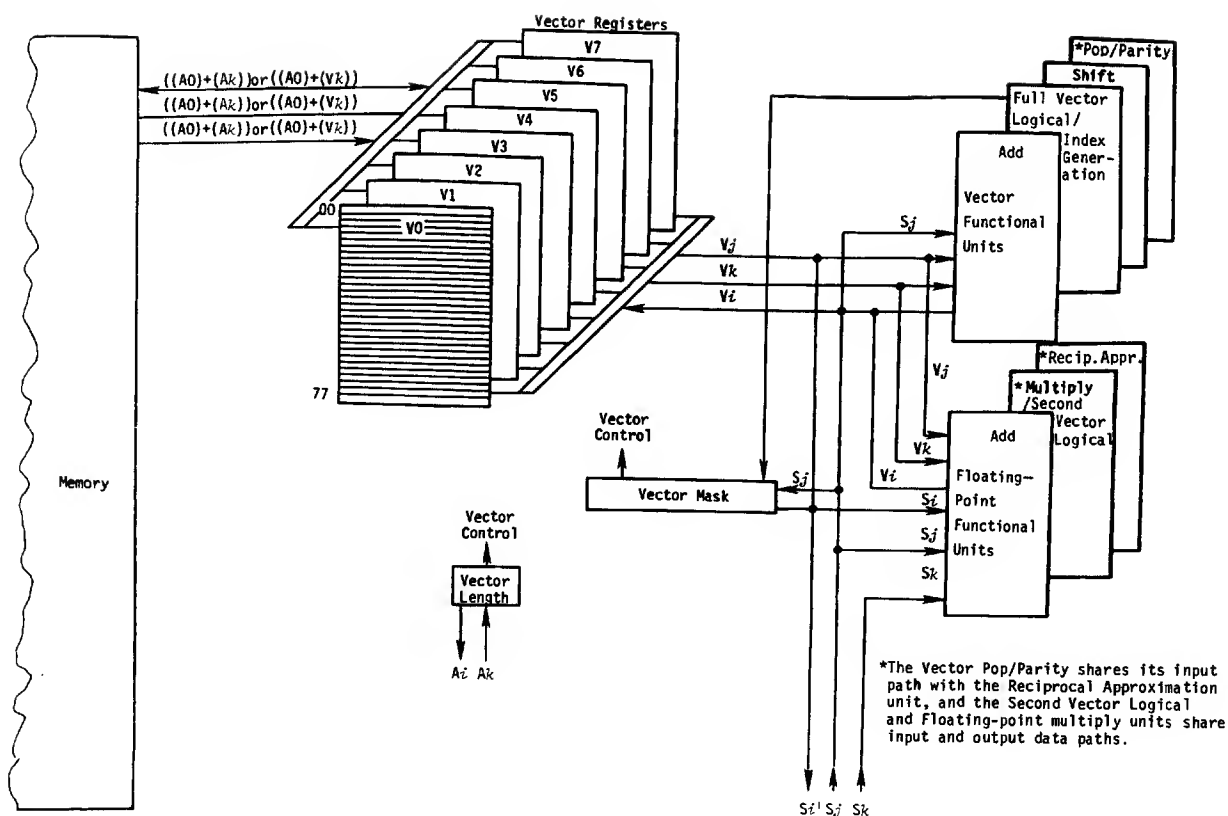 Vector Registers
V7
V6
V5
V4
V3
V2
V1
V0
00
77
((A0)+(Ak))or((A0)+(Vk))
((A0)+(Ak))or((A0)+(Vk))
((A0)+(Ak))or((A0)+(Vk))
Memory
*Pop/Parity
Shift
Full Vector
Logical/
Index
Gener-
ation
Add
Vector
Functional
Units
Sj
Vj
Vk
Vi
Vj
*Recip.Appr.
*Multiply
/Second
Vector
Logical
Add
Floating-
Point
Functional
Units
Vk
Vi
Si
Sj
Sk
Vector
Control
Sj
Vector Mask
Vector
Control
Vector
Length
Ai Ak
*The Vector Pop/Parity shares its input
path with the Reciprocal Approximation
unit, and the Second Vector Logical
and Floating-point multiply units share
input and output data paths.
Si' Sj Sk